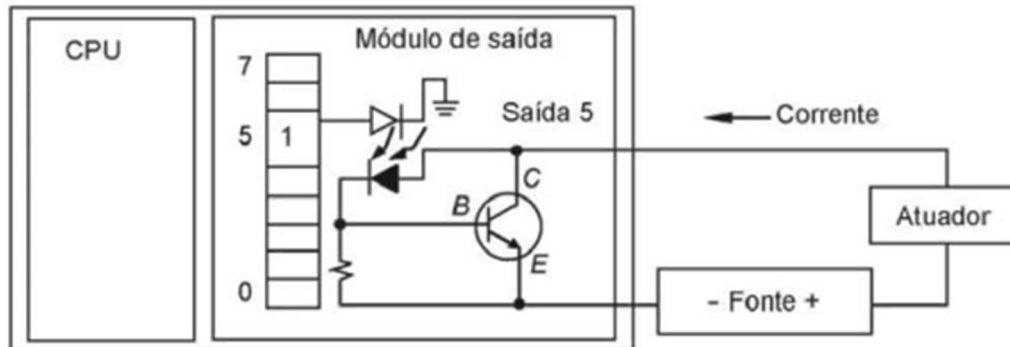 CPU
Módulo de saída
7
5
1
0
Saída 5
Corrente
B
C
E
Atuador
- Fonte +